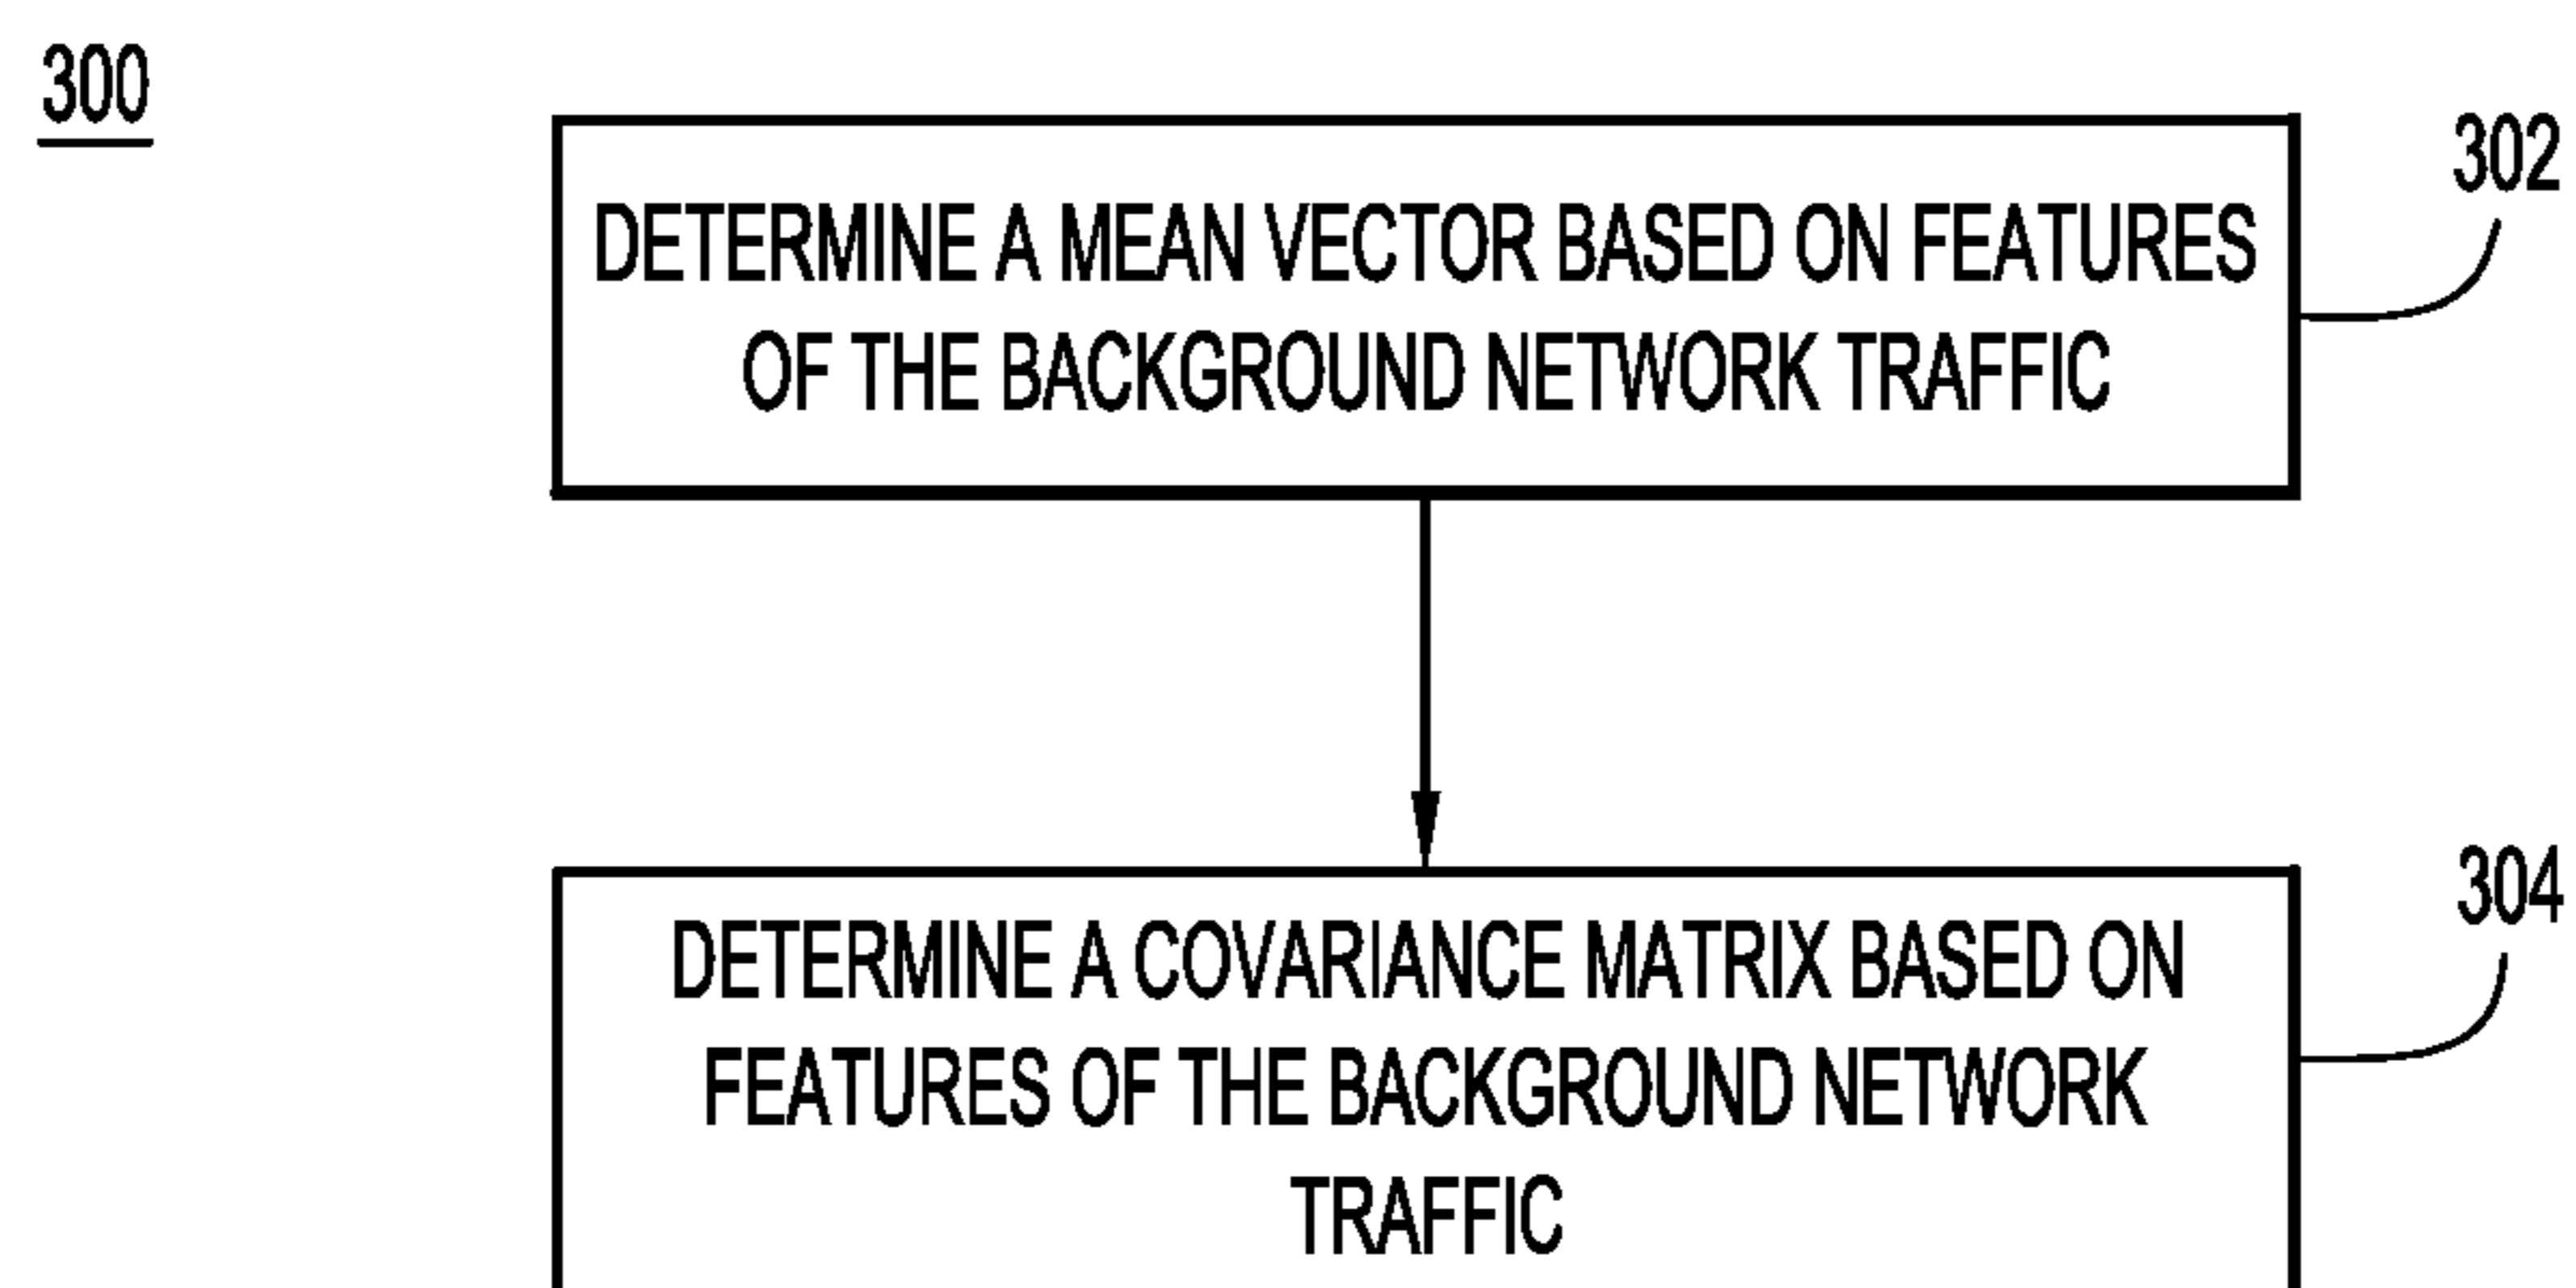 300
302
DETERMINE A MEAN VECTOR BASED ON FEATURES
OF THE BACKGROUND NETWORK TRAFFIC
304
DETERMINE A COVARIANCE MATRIX BASED ON
FEATURES OF THE BACKGROUND NETWORK
TRAFFIC